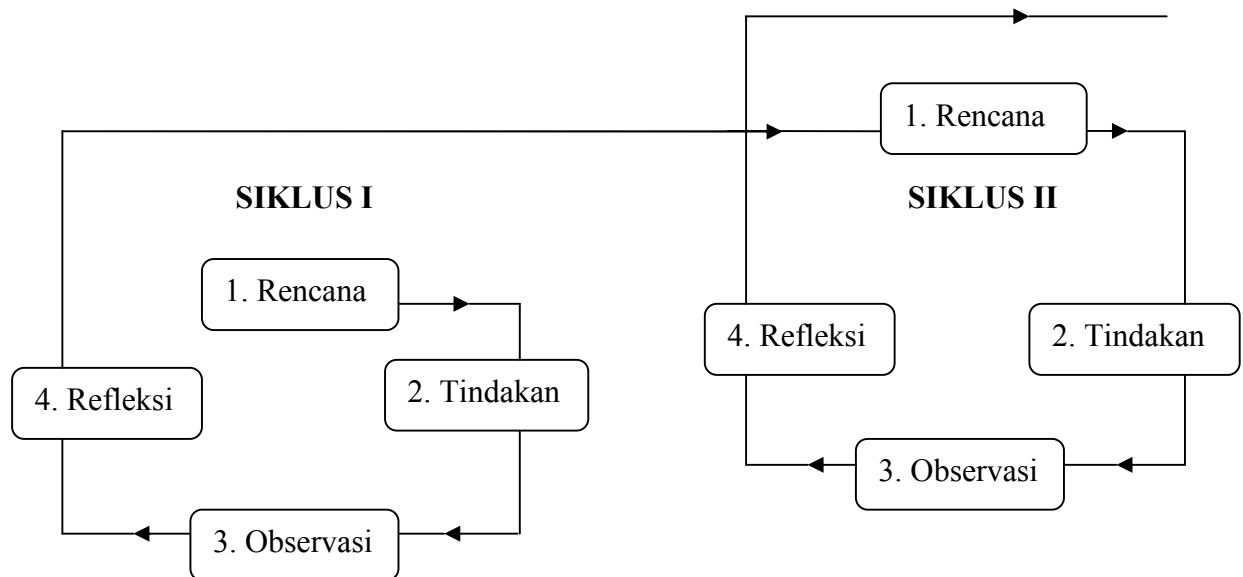 SIKLUS I
1. Rencana
2. Tindakan
3. Observasi
4. Refleksi
SIKLUS II
1. Rencana
2. Tindakan
3. Observasi
4. Refleksi